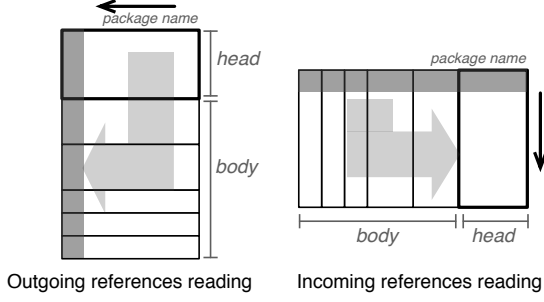 package name
head
body
Outgoing references reading
package name
body
head
Incoming references reading